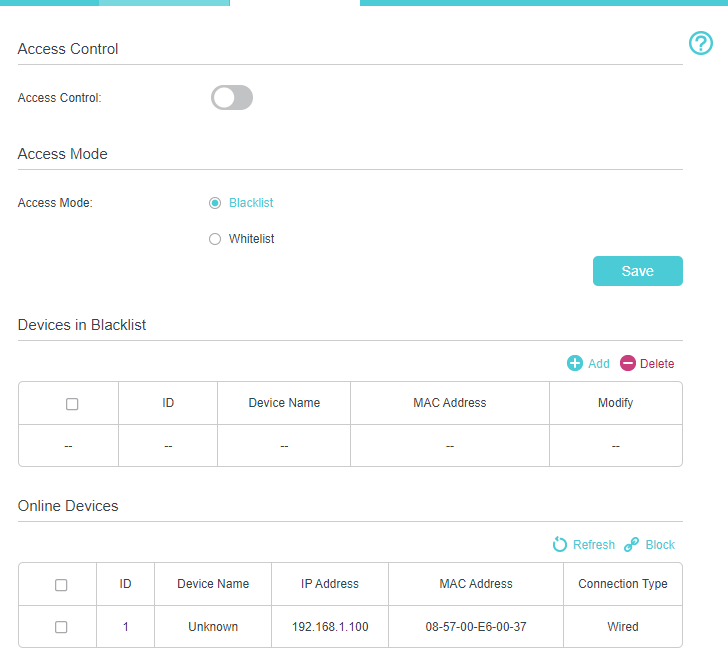 Access Control
?
Access Control:
Access Mode
Access Mode: Blacklist
Whitelist
Save
Devices in Blacklist
Add Delete
ID Device Name MAC Address Modify
-- -- -- -- --
Online Devices
Refresh Block
ID Device Name IP Address MAC Address Connection Type
1 Unknown 192.168.1.100 08-57-00-E6-00-37 Wired